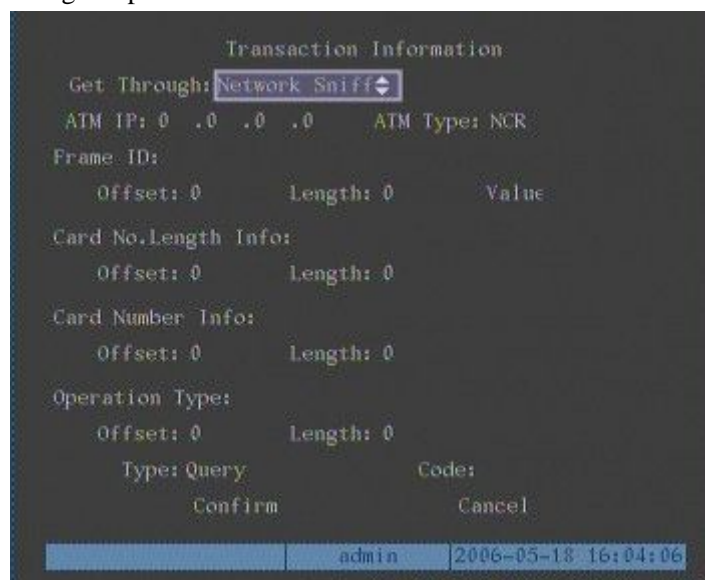 Transaction Information
Get Through: Network Sniff
ATM IP: 0 .0 .0 .0 ATM Type: NCR
Frame ID:
Offset: 0 Length: 0 Value
Card No.Length Info:
Offset: 0 Length: 0
Card Number Info:
Offset: 0 Length: 0
Operation Type:
Offset: 0 Length: 0
Type: Query Code:
Confirm Cancel
admin 2006-05-18 16:04:06